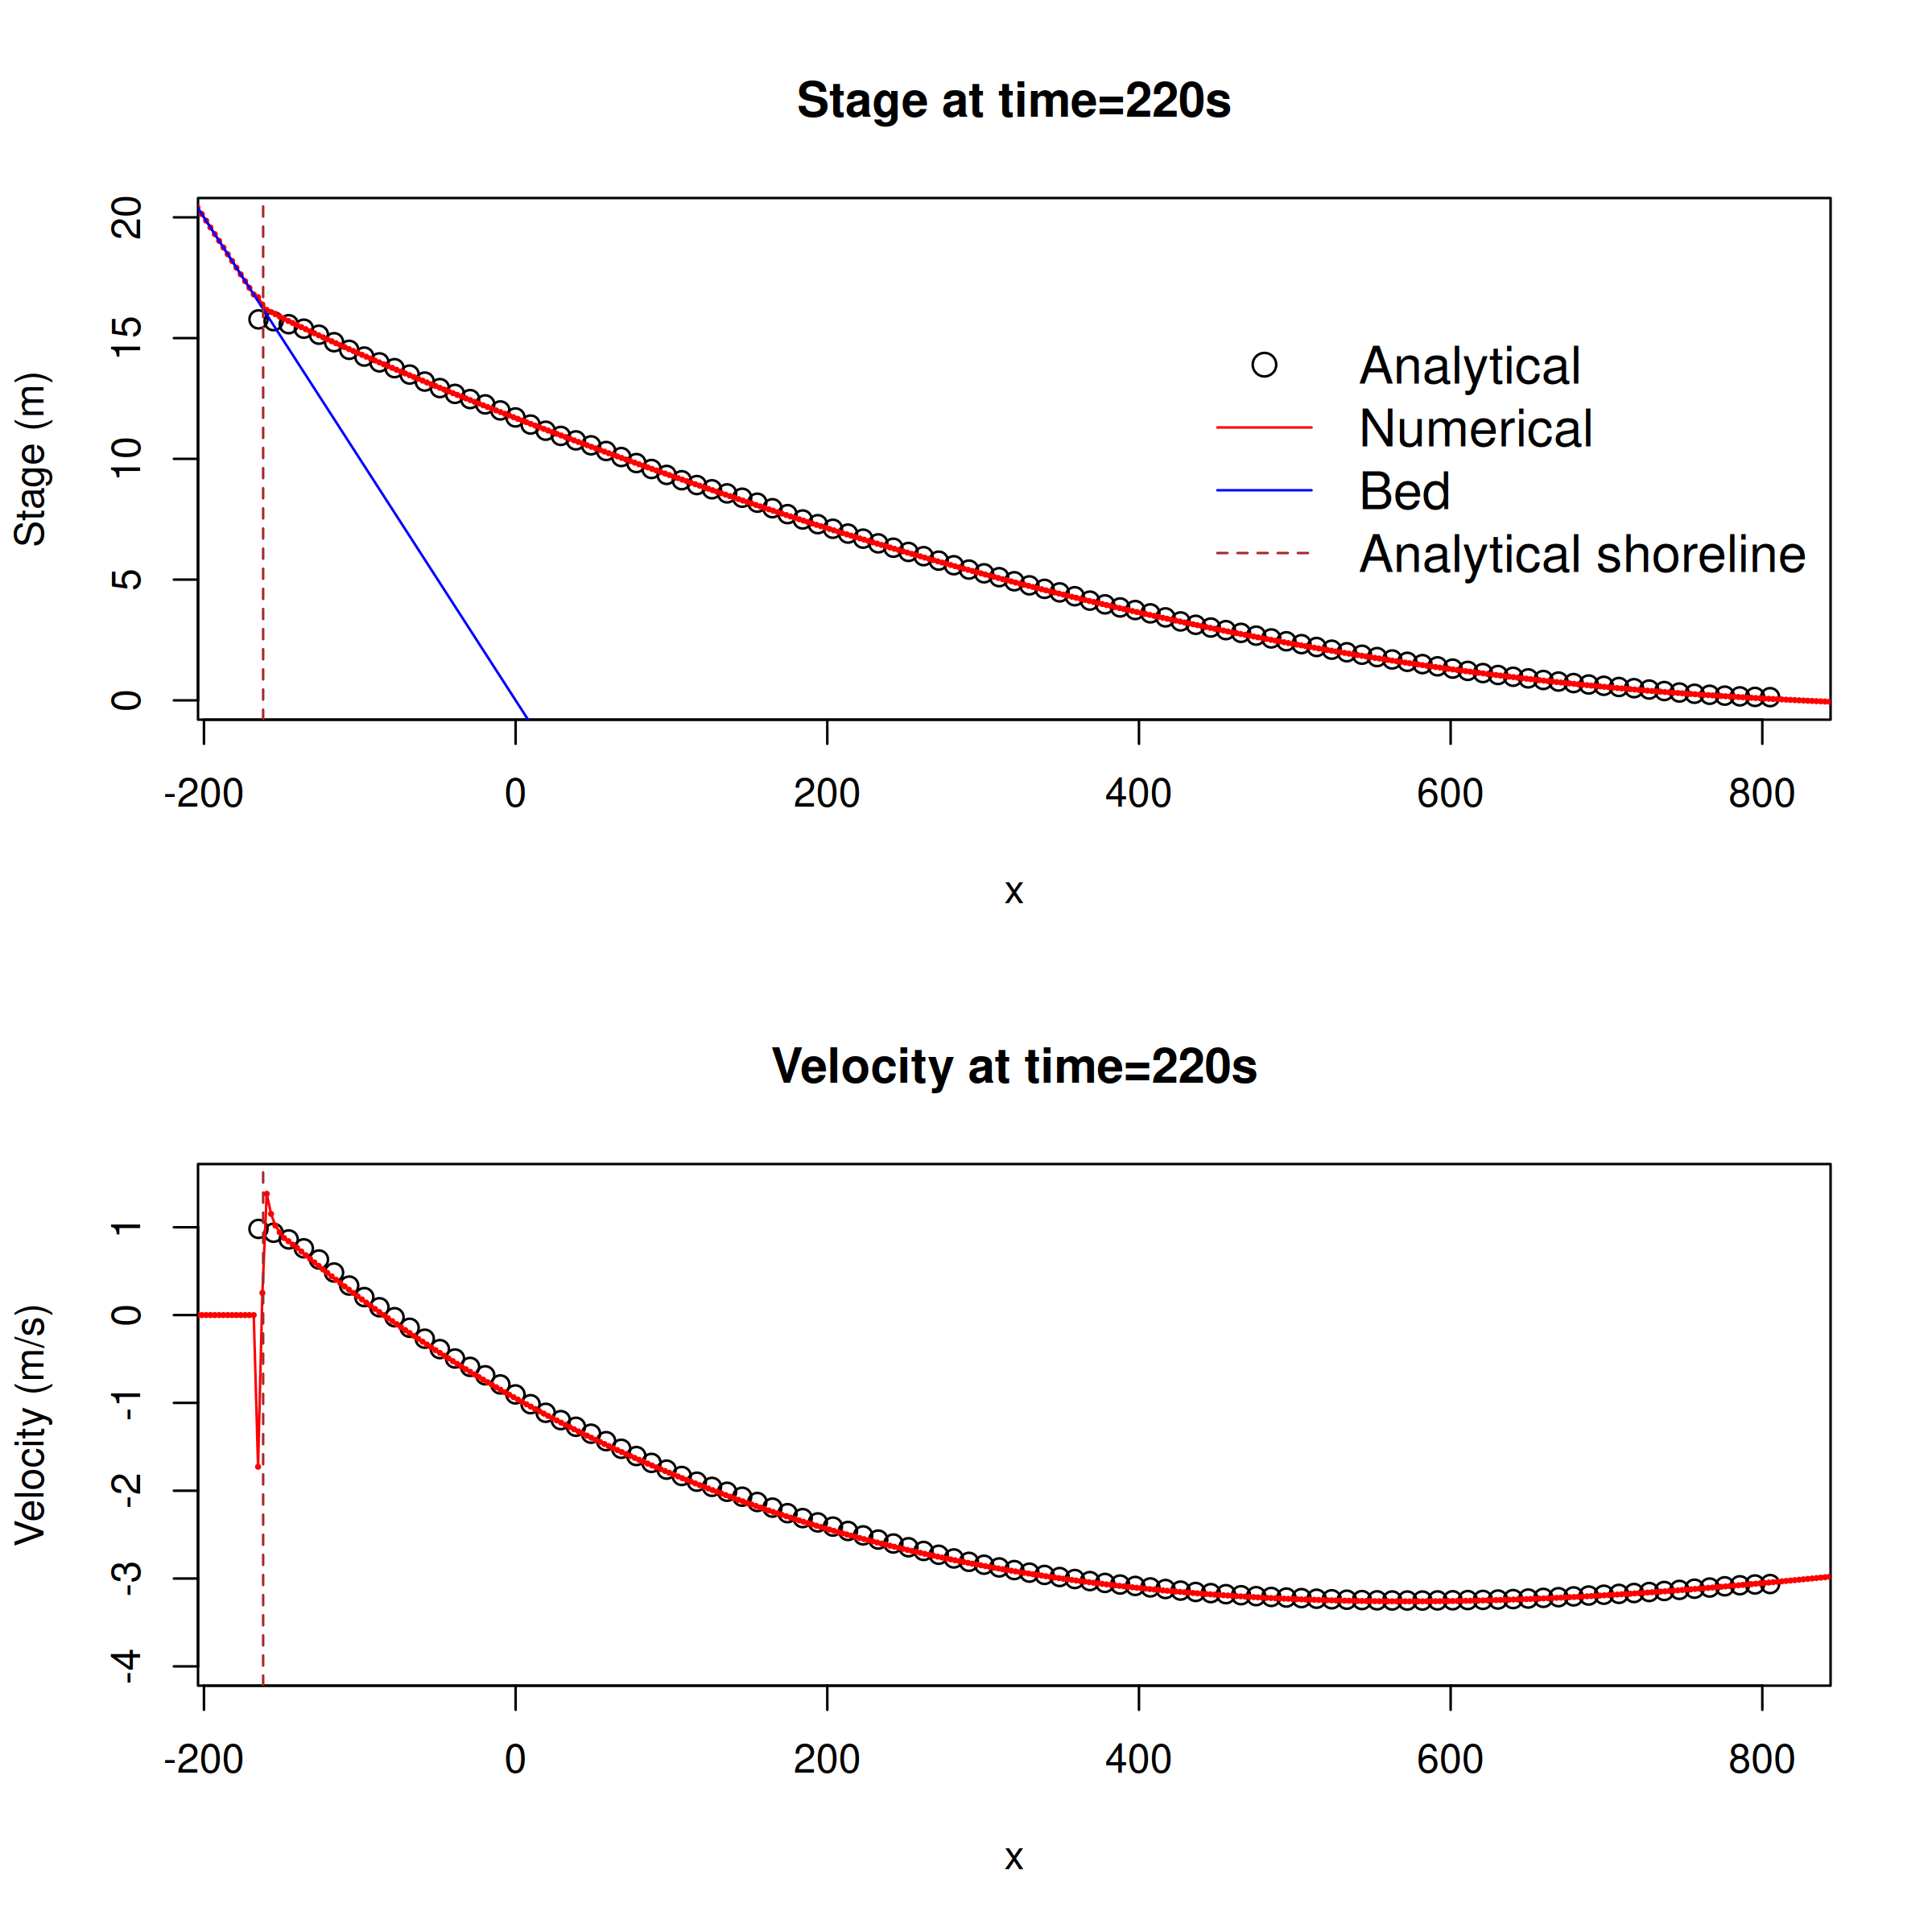 Stage at time=220s
Stage (m)
20
15
10
5
0
Analytical
Numerical
Bed
Analytical shoreline
-200 0 200 400 600 800
x
Velocity at time=220s
Velocity (m/s)
1
0
-1
-2
-3
-4
-200 0 200 400 600 800
x